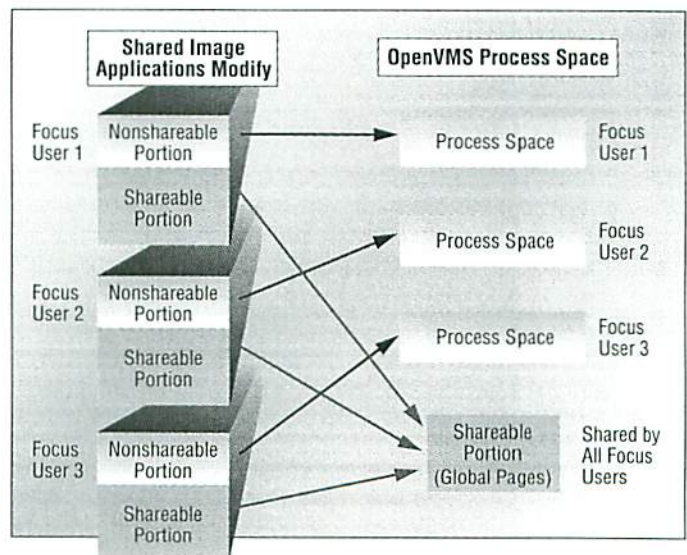 Shared Image
Applications Modify
OpenVMS Process Space
Focus
User 1
Nonshareable
Portion
Process Space
Focus
User 1
Shareable
Portion
Focus
User 2
Nonshareable
Portion
Process Space
Focus
User 2
Shareable
Portion
Process Space
Focus
User 3
Focus
User 3
Nonshareable
Portion
Shareable
Portion
(Global Pages)
Shared by
All Focus
Users
Shareable
Portion